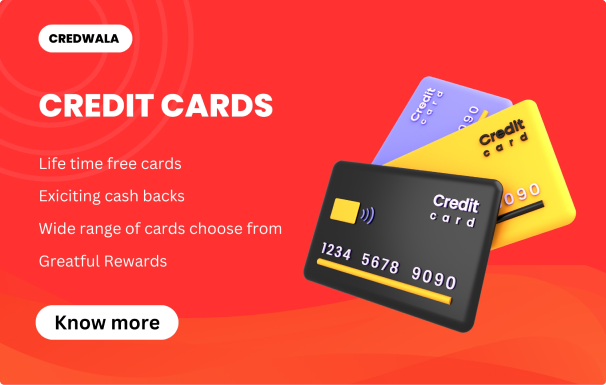 CREDWALA
CREDIT CARDS
Life time free cards
Exiciting cash backs
Wide range of cards choose from
Greatful Rewards
Know more
Credit
card
090
Credit
card
090
Credit
card
1234 5678 9090